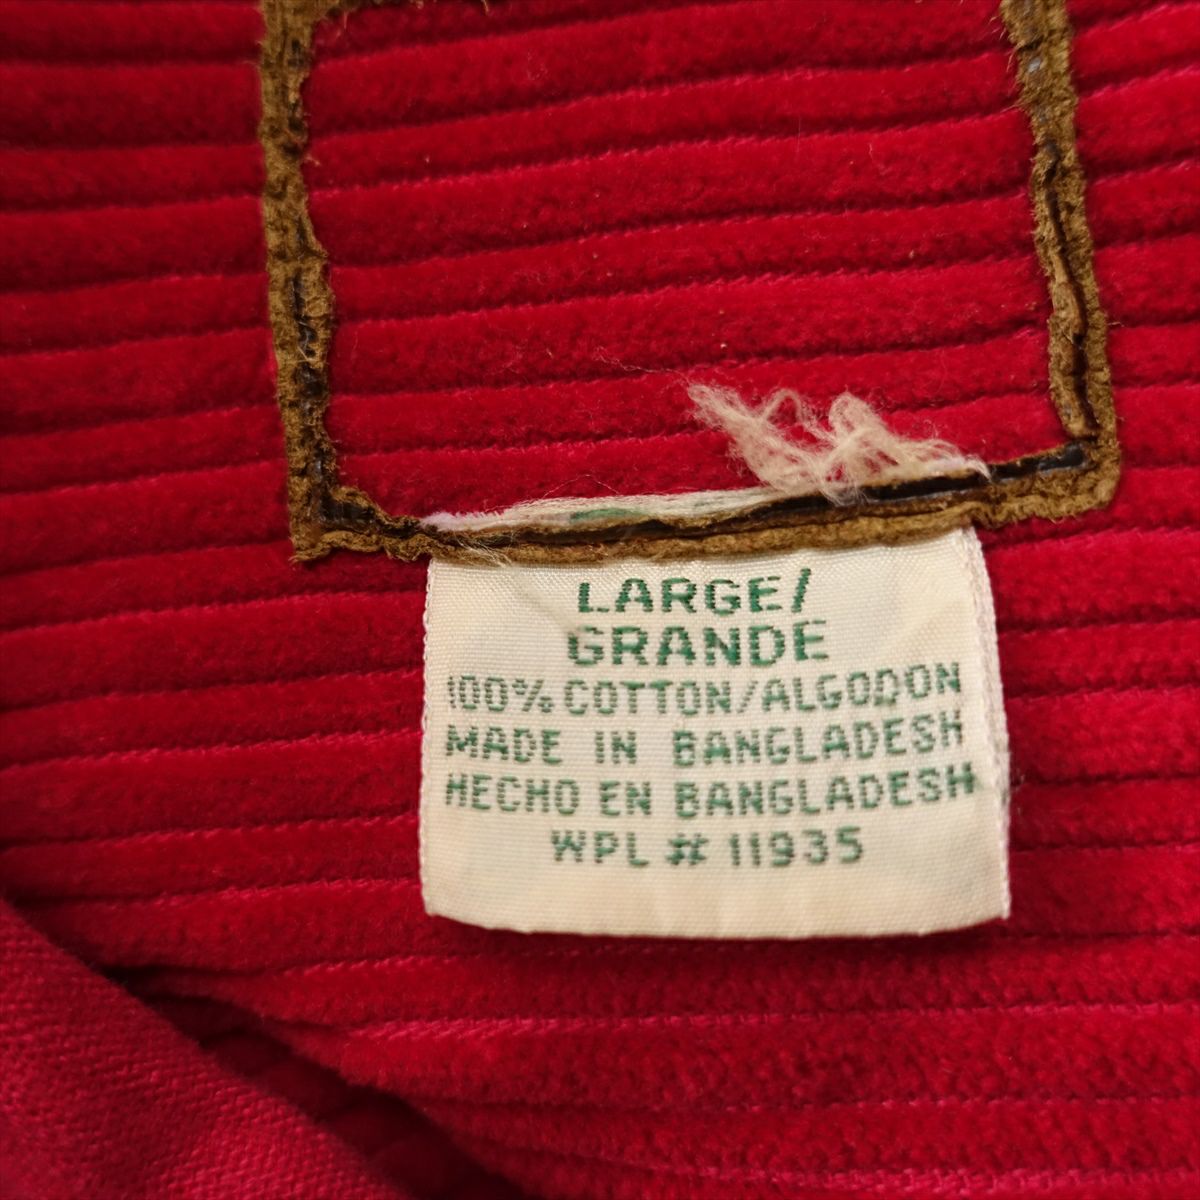 LARGE/
GRANDE
100% COTTON/ALGODON
MADE IN BANGLADESH
HECHO EN BANGLADESH
WPL # 11935